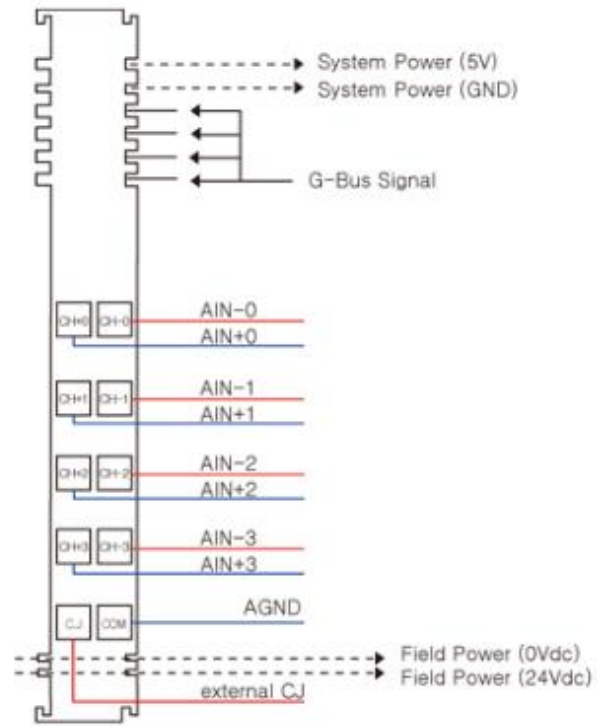 System Power (5V)
System Power (GND)
G-Bus Signal
AIN-0
CH+0 CH-0
AIN+0
AIN-1
CH+1 CH-1
AIN+1
AIN-2
CH+2 CH-2
AIN+2
AIN-3
CH+3 CH-3
AIN+3
AGND
CJ COM
Field Power (0Vdc)
Field Power (24Vdc)
external CJ